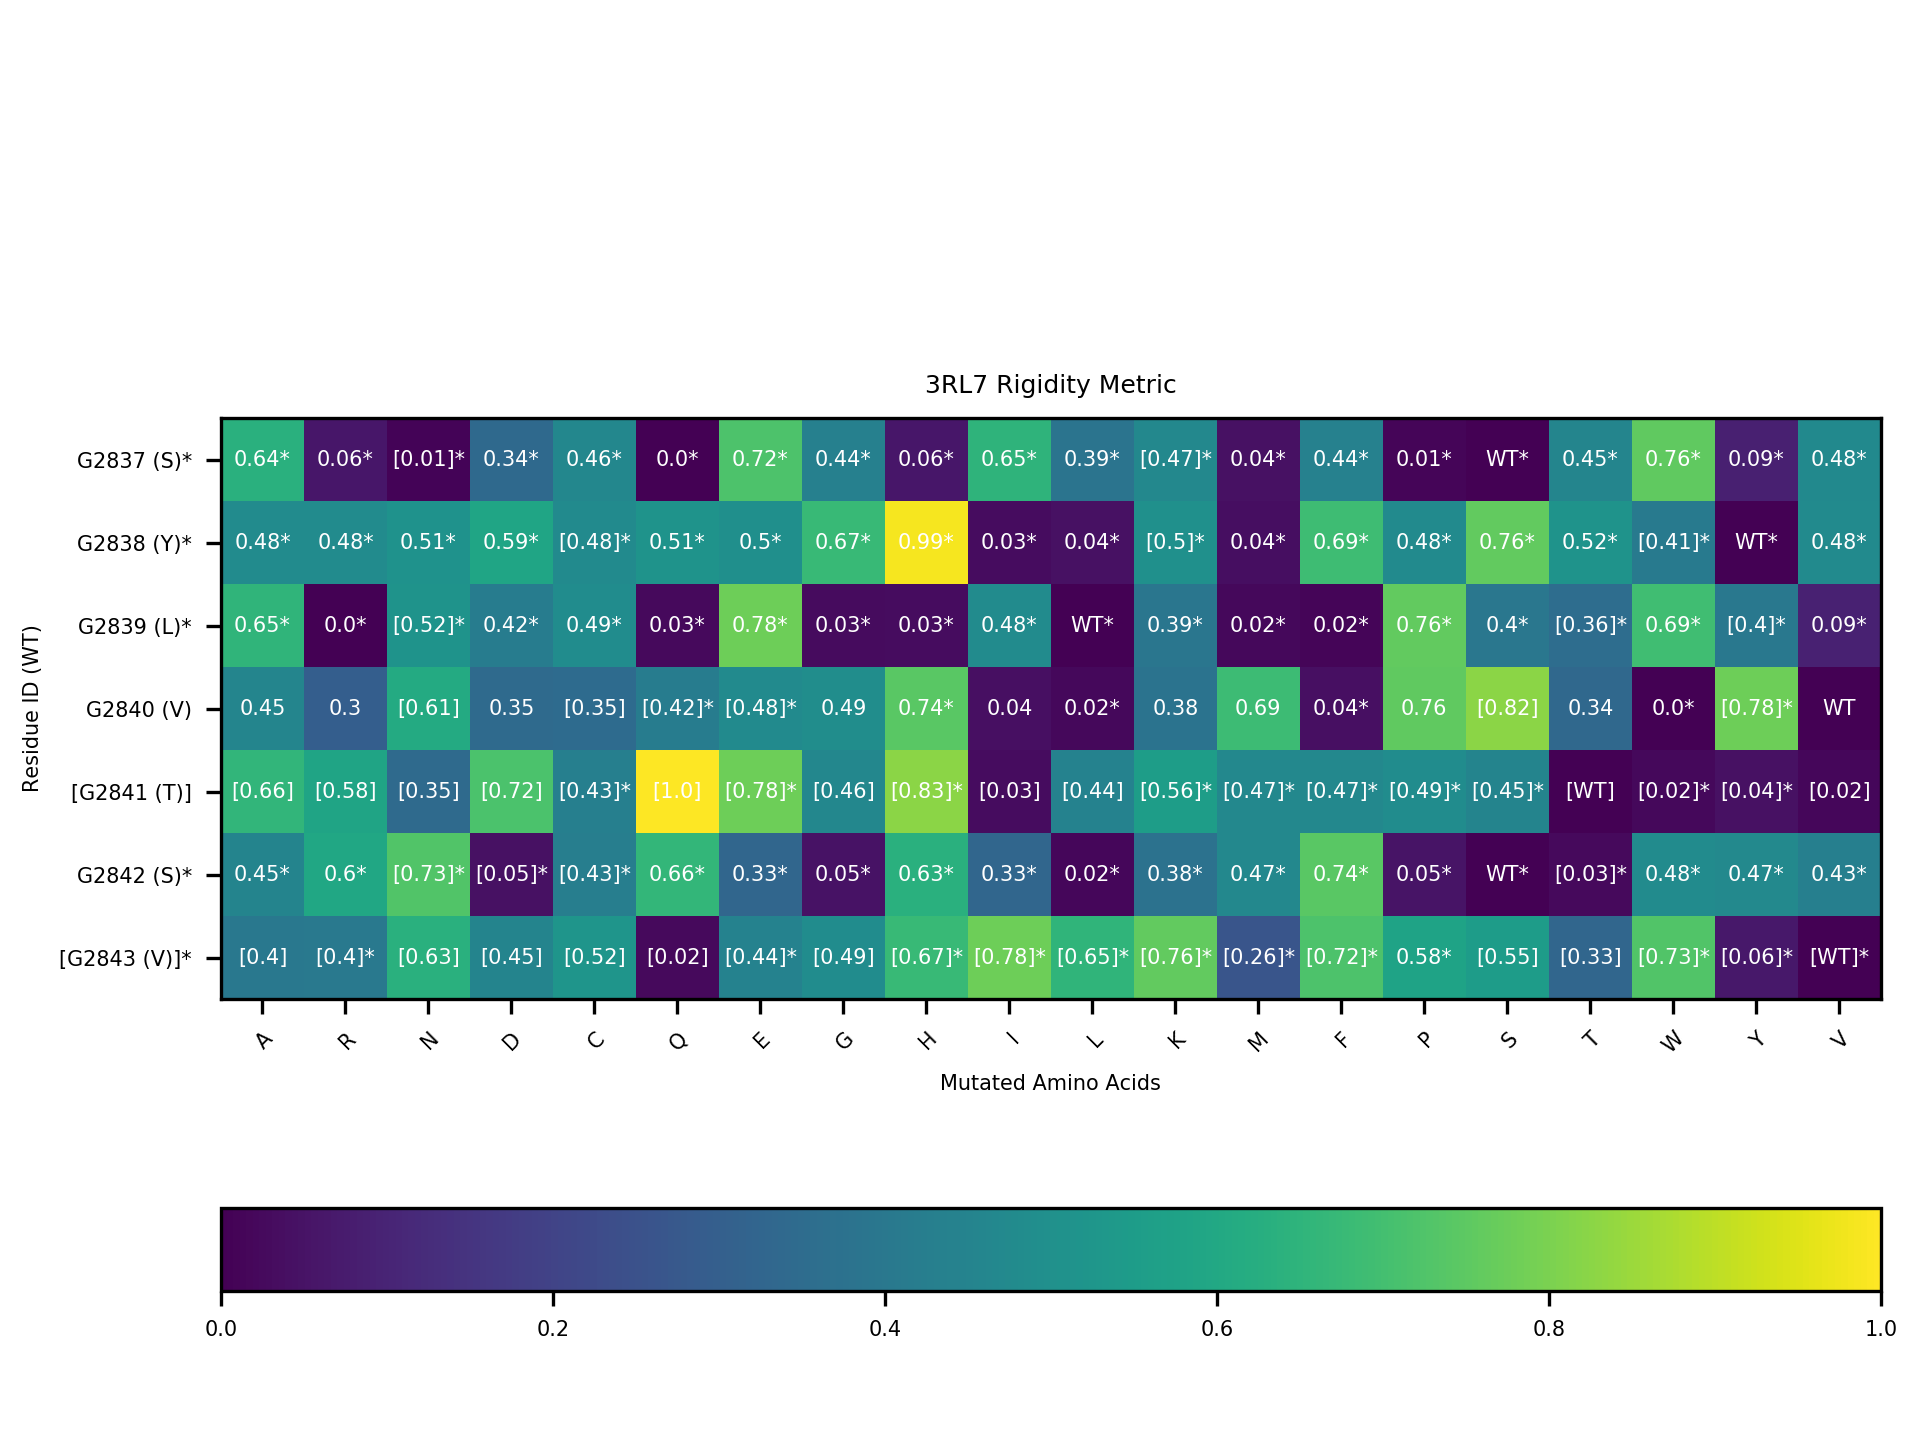 3RL7 Rigidity Metric
Residue ID (WT)
G2837 (S)* 0.64* 0.06* [0.01]* 0.34* 0.46* 0.0* 0.72* 0.44* 0.06* 0.65* 0.39* [0.47]* 0.04* 0.44* 0.01* WT* 0.45* 0.76* 0.09* 0.48*
G2838 (Y)* 0.48* 0.48* 0.51* 0.59* [0.48]* 0.51* 0.5* 0.67* 0.99* 0.03* 0.04* [0.5]* 0.04* 0.69* 0.48* 0.76* 0.52* [0.41]* WT* 0.48*
G2839 (L)* 0.65* 0.0* [0.52]* 0.42* 0.49* 0.03* 0.78* 0.03* 0.03* 0.48* WT* 0.39* 0.02* 0.02* 0.76* 0.4* [0.36]* 0.69* [0.4]* 0.09*
G2840 (V) 0.45 0.3 [0.61] 0.35 [0.35] [0.42]* [0.48]* 0.49 0.74* 0.04 0.02* 0.38 0.69 0.04* 0.76 [0.82] 0.34 0.0* [0.78]* WT
[G2841 (T)] [0.66] [0.58] [0.35] [0.72] [0.43]* [1.0] [0.78]* [0.46] [0.83]* [0.03] [0.44] [0.56]* [0.47]* [0.47]* [0.49]* [0.45]* [WT] [0.02]* [0.04]* [0.02]
G2842 (S)* 0.45* 0.6* [0.73]* [0.05]* [0.43]* 0.66* 0.33* 0.05* 0.63* 0.33* 0.02* 0.38* 0.47* 0.74* 0.05* WT* [0.03]* 0.48* 0.47* 0.43*
[G2843 (V)]* [0.4] [0.4]* [0.63] [0.45] [0.52] [0.02] [0.44]* [0.49] [0.67]* [0.78]* [0.65]* [0.76]* [0.26]* [0.72]* 0.58* [0.55] [0.33] [0.73]* [0.06]* [WT]*
A R N D C Q E G H I L K M F P S T W Y V
Mutated Amino Acids
0.0 0.2 0.4 0.6 0.8 1.0